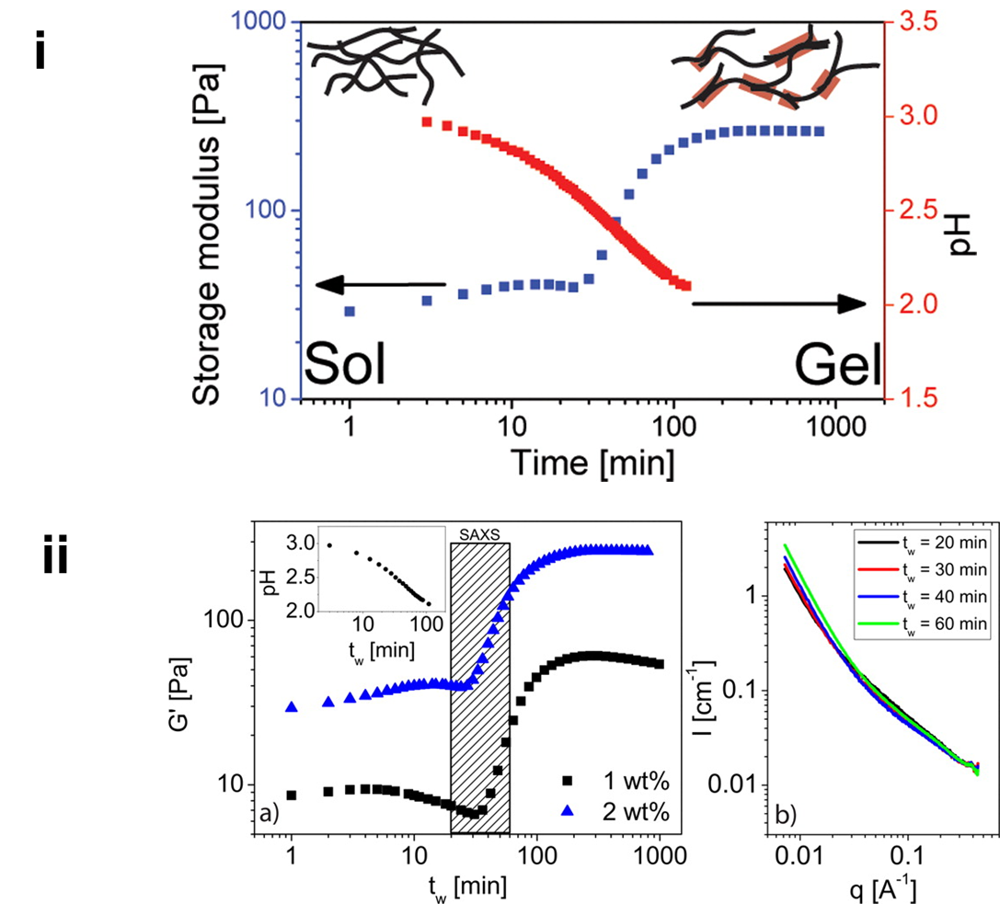 i
1000
100
10
Storage modulus [Pa]
3.5
3.0
2.5
2.0
1.5
pH
Sol
Gel
1 10 100 1000
Time [min]
ii
SAXS
3.0
2.5
2.0
pH
10 100
t_w [min]
100
10
G' [Pa]
a)
1 wt%
2 wt%
1 10 100 1000
t_w [min]
t_w = 20 min
t_w = 30 min
t_w = 40 min
t_w = 60 min
1
0.1
0.01
I [cm⁻¹]
b)
0.01 0.1
q [A⁻¹]